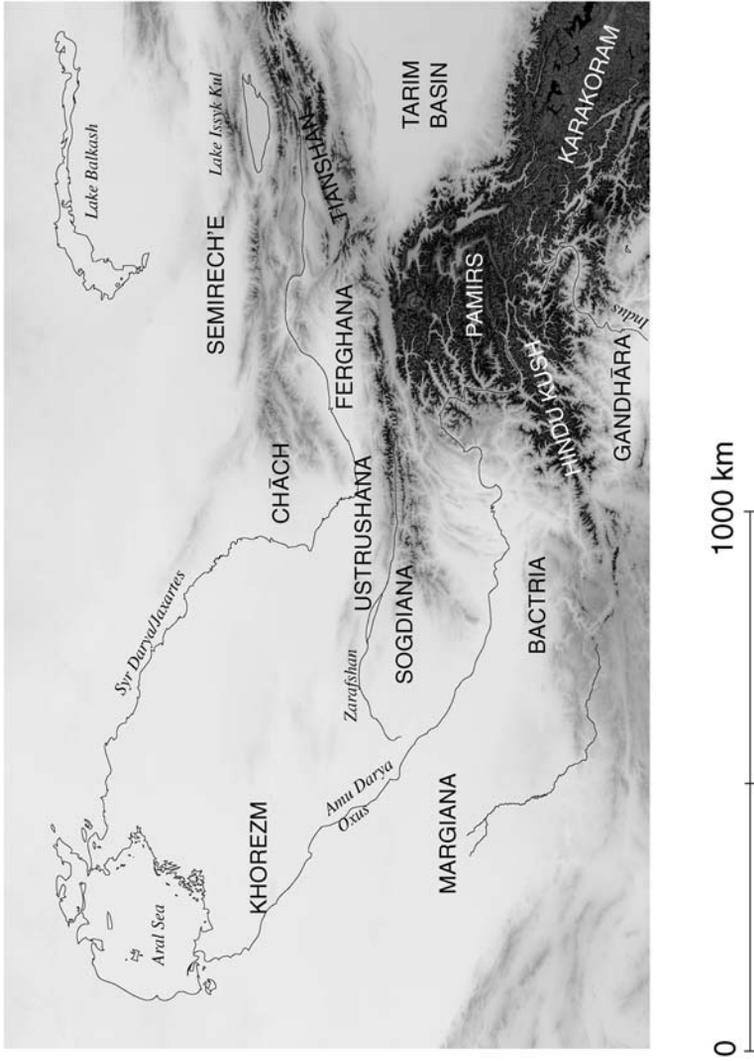 Lake Balkash
Lake Issyk Kul
SEMIRECH'E
TIANSHAN
TARIM
BASIN
KARAKORAM
Syr Darya/Jaxartes
CHĀCH
FERGHANA
PAMIRS
Aral Sea
KHOREZM
Zarafshan
USTRUSHANA
SOGDIANA
HINDU KUSH
Indus
Amu Darya
Oxus
GANDHĀRA
MARGIANA
BACTRIA
0
1000 km